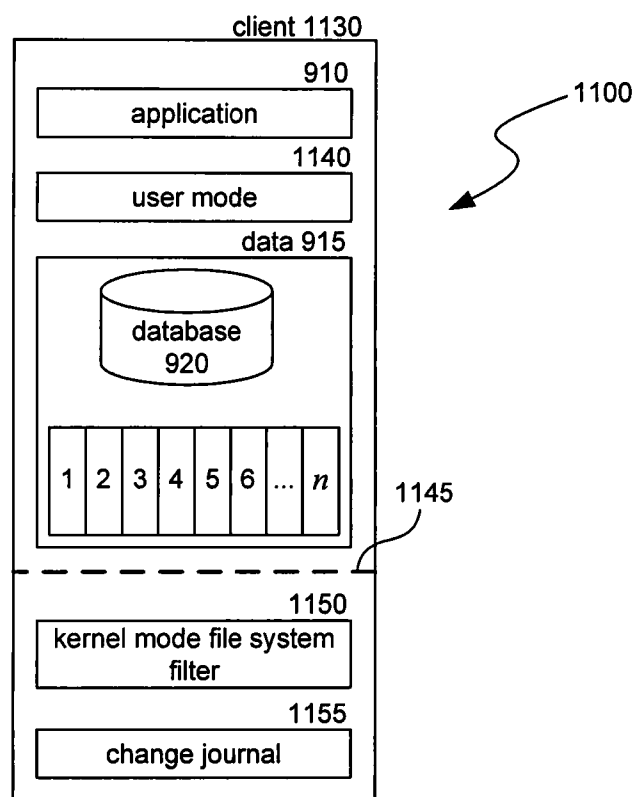 client 1130
910
application
1100
1140
user mode
data 915
database
920
1 2 3 4 5 6 ... n
1145
1150
kernel mode file system
filter
1155
change journal